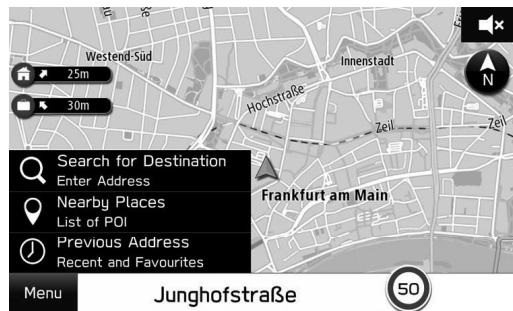 Westend-Süd
Innenstadt
25m
N
30m
Hochstraße
Zeil
Zeil
Search for Destination
Enter Address
Nearby Places
List of POI
Frankfurt am Main
Previous Address
Recent and Favourites
Menu
Junghofstraße
50